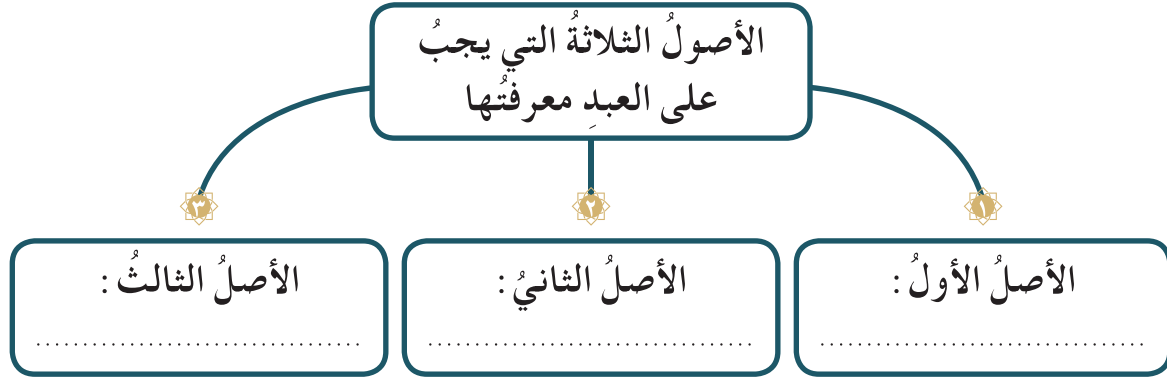 الأصولُ الثلاثةُ التي يجبُ
على العبدِ معرفتُها
١
٢
٣
الأصلُ الأولُ :
..................................
الأصلُ الثانيُ :
..................................
الأصلُ الثالثُ :
..................................